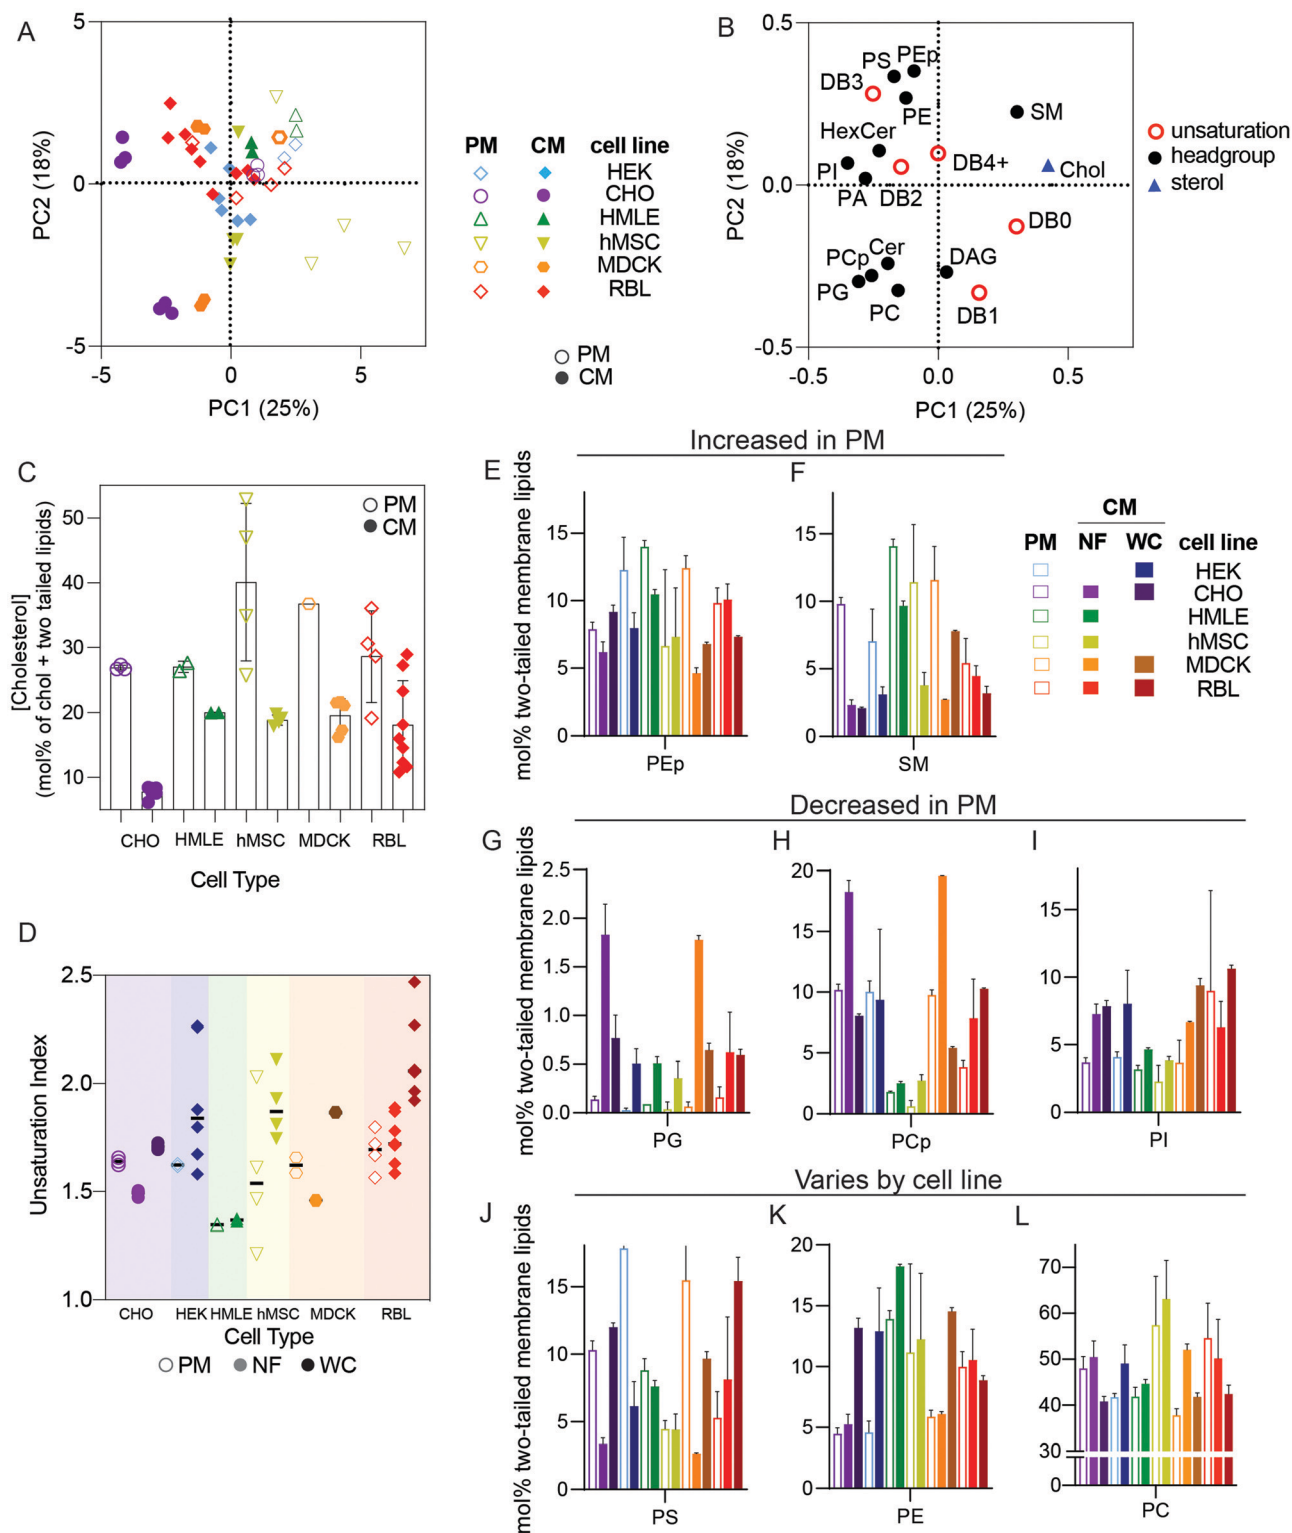 A
5
0
-5
PC2 (18%)
-5
0
5
PC1 (25%)
PM CM cell line
HEK
CHO
HMLE
hMSC
MDCK
RBL
PM
CM
B
0.5
0.0
-0.5
PC2 (18%)
PS PEp
DB3
PE
SM
HexCer
DB4+
Chol
PI
PA DB2
DB0
PCp Cer
DAG
PG
PC
DB1
-0.5
0.0
0.5
PC1 (25%)
unsaturation
headgroup
sterol
C
[Cholesterol]
(mol% of chol + two tailed lipids)
50
40
30
20
10
PM
CM
CHO HMLE hMSC MDCK RBL
Cell Type
D
Unsaturation Index
2.5
2.0
1.5
1.0
CHO HEK HMLE hMSC MDCK RBL
Cell Type
PM NF WC
Increased in PM
E
mol% two-tailed membrane lipids
15
10
5
0
PEp
F
15
10
5
0
SM
CM
PM NF WC cell line
HEK
CHO
HMLE
hMSC
MDCK
RBL
Decreased in PM
G
mol% two-tailed membrane lipids
2.5
2.0
1.5
1.0
0.5
0.0
PG
H
20
15
10
5
0
PCp
I
15
10
5
0
PI
Varies by cell line
J
mol% two-tailed membrane lipids
15
10
5
0
PS
K
20
15
10
5
0
PE
L
70
60
50
40
30
0
PC